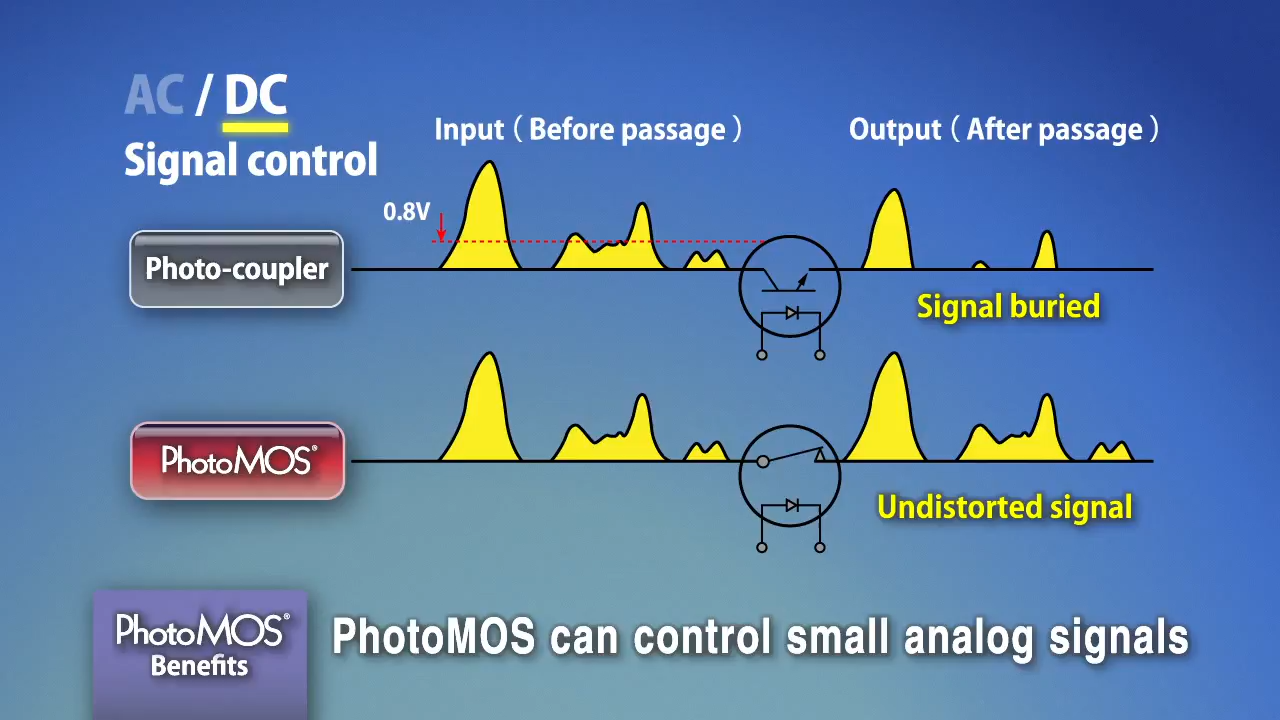 AC / DC
Signal control
Input ( Before passage )
Output ( After passage )
0.8V
Photo-coupler
Signal buried
PhotoMOS®
Undistorted signal
PhotoMOS®
Benefits
PhotoMOS can control small analog signals